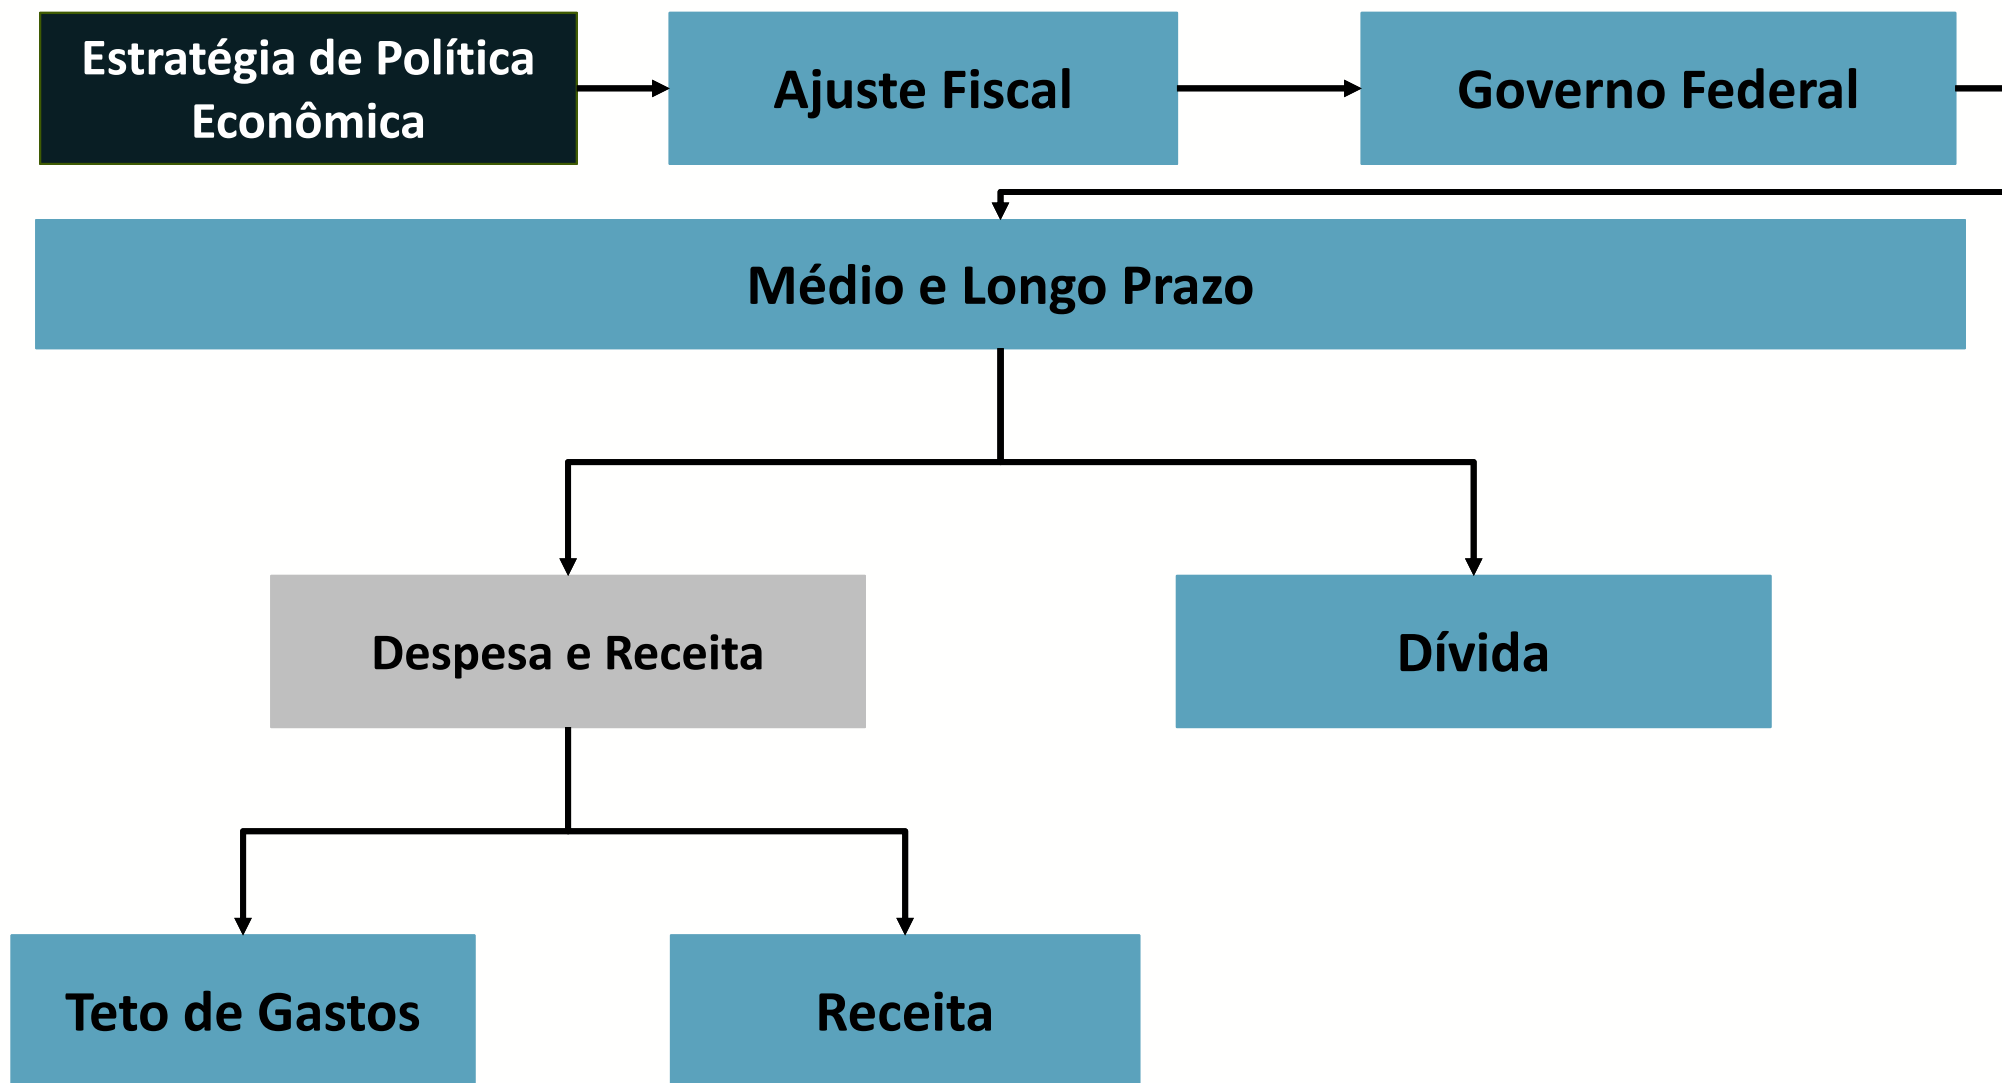 Estratégia de Política
Econômica
Ajuste Fiscal
Governo Federal
Médio e Longo Prazo
Despesa e Receita
Dívida
Teto de Gastos
Receita